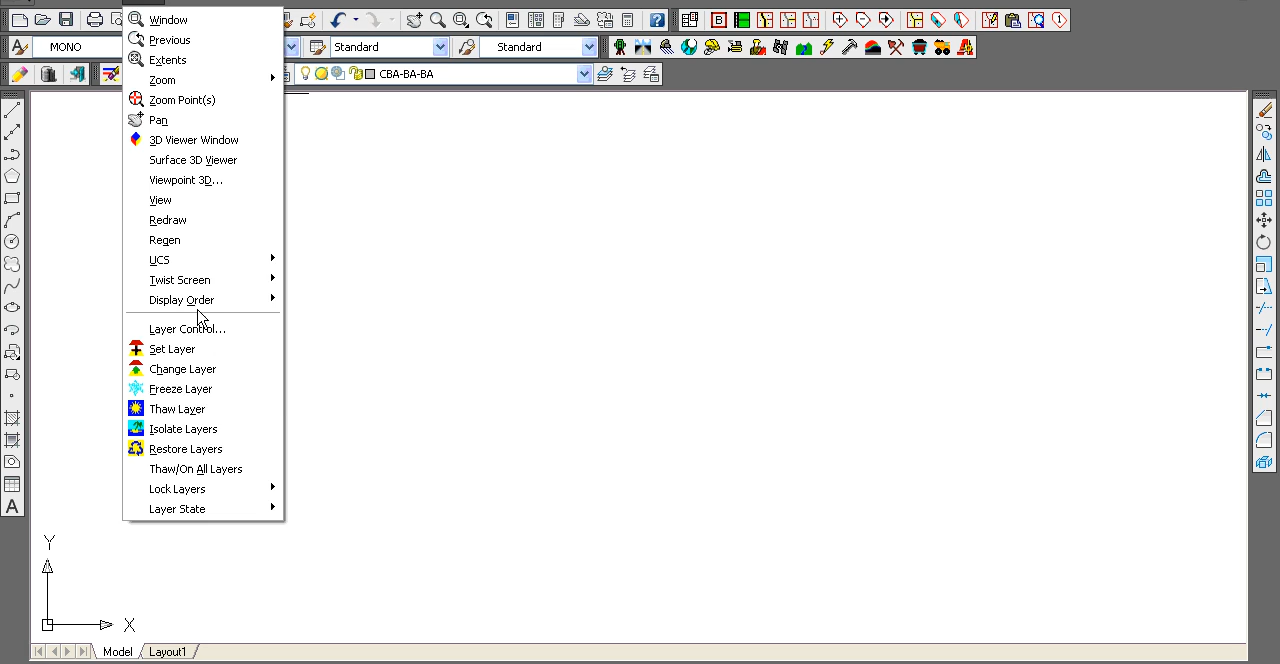 Window
Previous
Extents
Zoom
Zoom Point(s)
Pan
3D Viewer Window
Surface 3D Viewer
Viewpoint 3D...
View
Redraw
Regen
UCS
Twist Screen
Display Order
Layer Control...
Set Layer
Change Layer
Freeze Layer
Thaw Layer
Isolate Layers
Restore Layers
Thaw/On All Layers
Lock Layers
Layer State
MONO
Standard
Standard
CBA-BA-BA
A
Y
X
Model
Layout1